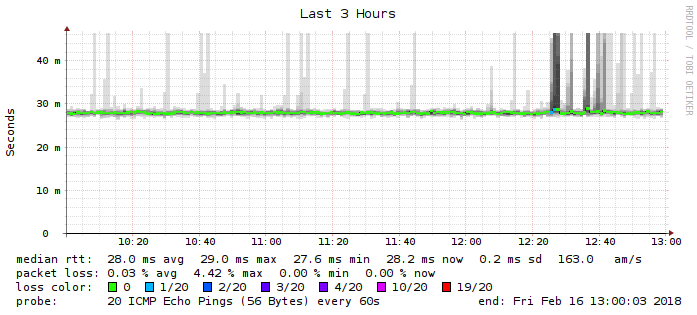 Last 3 Hours
RRDTOOL / TOBI OETIKER
Seconds
40 m
30 m
20 m
10 m
0
10:20 10:40 11:00 11:20 11:40 12:00 12:20 12:40 13:00
median rtt: 28.0 ms avg 29.0 ms max 27.6 ms min 28.2 ms now 0.2 ms sd 163.0 am/s
packet loss: 0.03 % avg 4.42 % max 0.00 % min 0.00 % now
loss color: 0 1/20 2/20 3/20 4/20 10/20 19/20
probe: 20 ICMP Echo Pings (56 Bytes) every 60s end: Fri Feb 16 13:00:03 2018